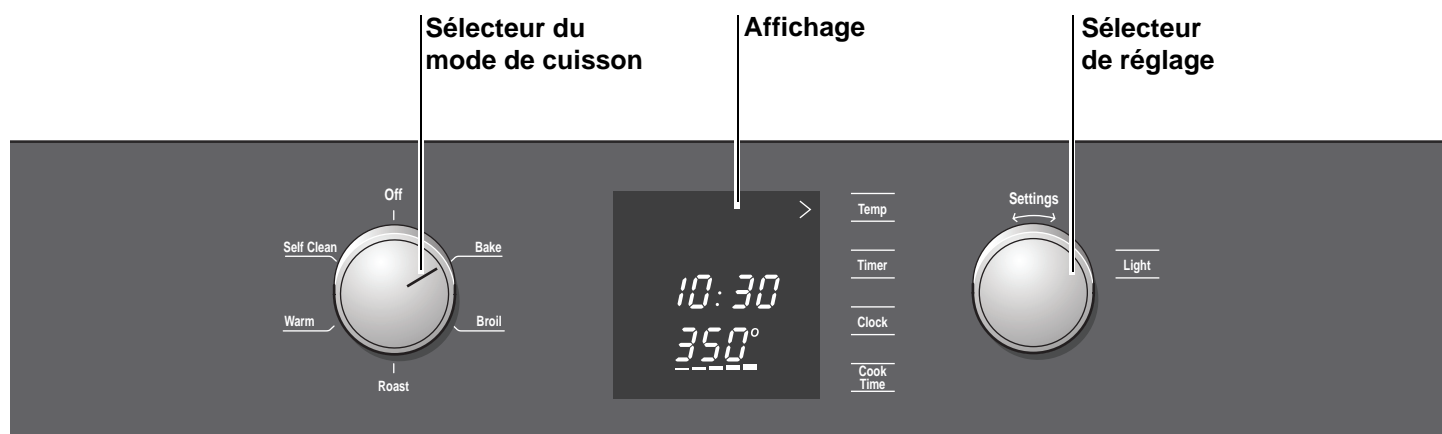 Sélecteur du
mode de cuisson
Affichage
Sélecteur
de réglage
Off
Self Clean
Bake
Warm
Broil
Roast
10:30
350°
Temp
Timer
Clock
Cook
Time
Settings
Light